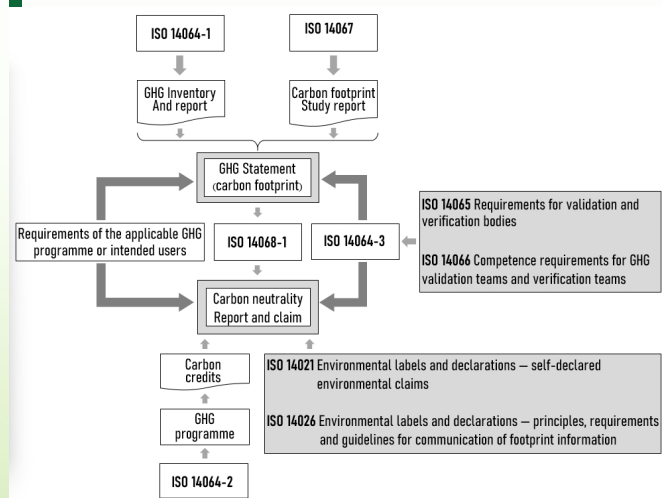 ISO 14064-1
ISO 14067
GHG Inventory
And report
Carbon footprint
Study report
GHG Statement
(carbon footprint)
Requirements of the applicable GHG
programme or intended users
ISO 14068-1
ISO 14064-3
ISO 14065 Requirements for validation and
verification bodies
ISO 14066 Competence requirements for GHG
validation teams and verification teams
Carbon neutrality
Report and claim
Carbon
credits
GHG
programme
ISO 14064-2
ISO 14021 Environmental labels and declarations — self-declared
environmental claims
ISO 14026 Environmental labels and declarations — principles, requirements
and guidelines for communication of footprint information